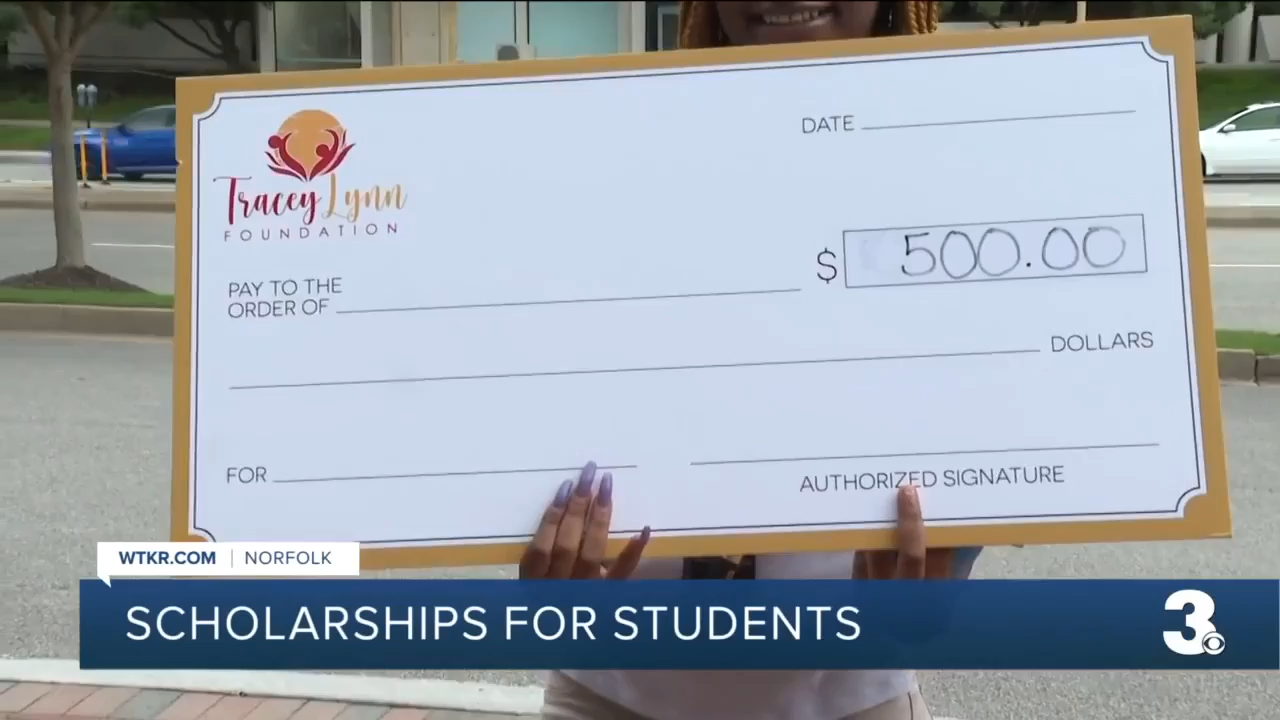 DATE
Tracey Lynn
FOUNDATION
$ 500.00
PAY TO THE
ORDER OF
DOLLARS
FOR
AUTHORIZED SIGNATURE
WTKR.COM | NORFOLK
SCHOLARSHIPS FOR STUDENTS
3